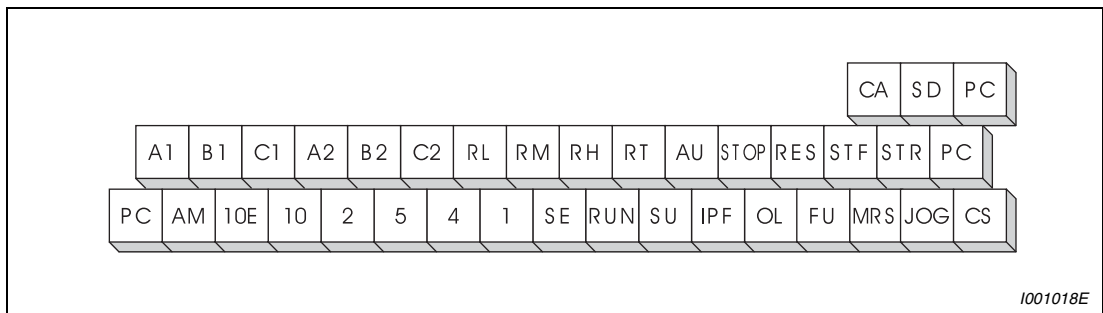 CA SD PC
A1 B1 C1 A2 B2 C2 RL RM RH RT AU STOP RES STF STR PC
PC AM 10E 10 2 5 4 1 SE RUN SU IPF OL FU MRS JOG CS
I001018E